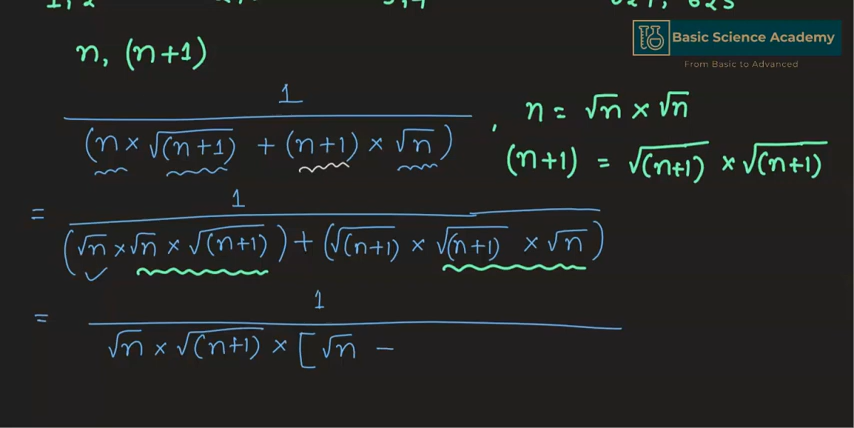 Basic Science Academy
From Basic to Advanced
n, (n+1)
1 / (n × √(n+1) + (n+1) × √n) , n = √n × √n
(n+1) = √(n+1) × √(n+1)
= 1 / (√n × √n × √(n+1)) + (√(n+1) × √(n+1) × √n)
= 1 / √n × √(n+1) × [ √n −